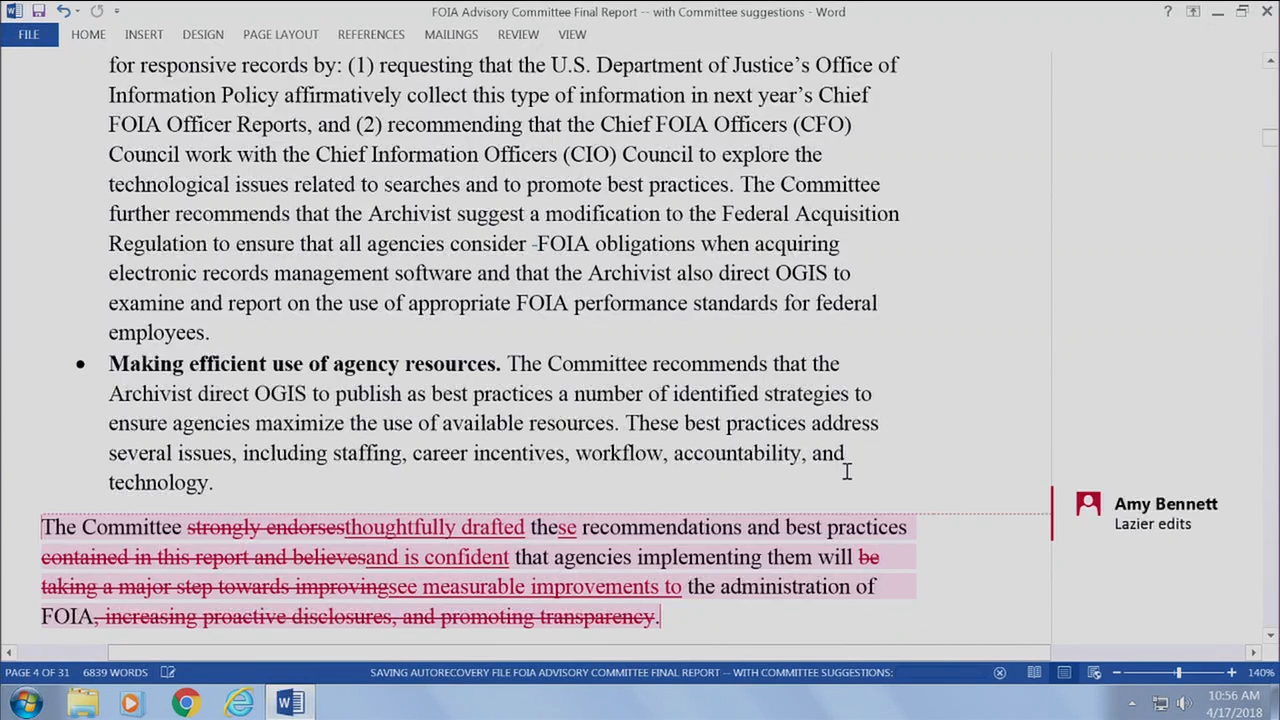 FOIA Advisory Committee Final Report -- with Committee suggestions - Word
FILE HOME INSERT DESIGN PAGE LAYOUT REFERENCES MAILINGS REVIEW VIEW
for responsive records by: (1) requesting that the U.S. Department of Justice’s Office of
Information Policy affirmatively collect this type of information in next year’s Chief
FOIA Officer Reports, and (2) recommending that the Chief FOIA Officers (CFO)
Council work with the Chief Information Officers (CIO) Council to explore the
technological issues related to searches and to promote best practices. The Committee
further recommends that the Archivist suggest a modification to the Federal Acquisition
Regulation to ensure that all agencies consider -FOIA obligations when acquiring
electronic records management software and that the Archivist also direct OGIS to
examine and report on the use of appropriate FOIA performance standards for federal
employees.
• Making efficient use of agency resources. The Committee recommends that the
Archivist direct OGIS to publish as best practices a number of identified strategies to
ensure agencies maximize the use of available resources. These best practices address
several issues, including staffing, career incentives, workflow, accountability, and
technology.
The Committee strongly endorsesthoughtfully drafted these recommendations and best practices
contained in this report and believesand is confident that agencies implementing them will be
taking a major step towards improvingsee measurable improvements to the administration of
FOIA, increasing proactive disclosures, and promoting transparency.
Amy Bennett
Lazier edits
PAGE 4 OF 31 6839 WORDS SAVING AUTORECOVERY FILE FOIA ADVISORY COMMITTEE FINAL REPORT -- WITH COMMITTEE SUGGESTIONS: 140%
10:56 AM
4/17/2018